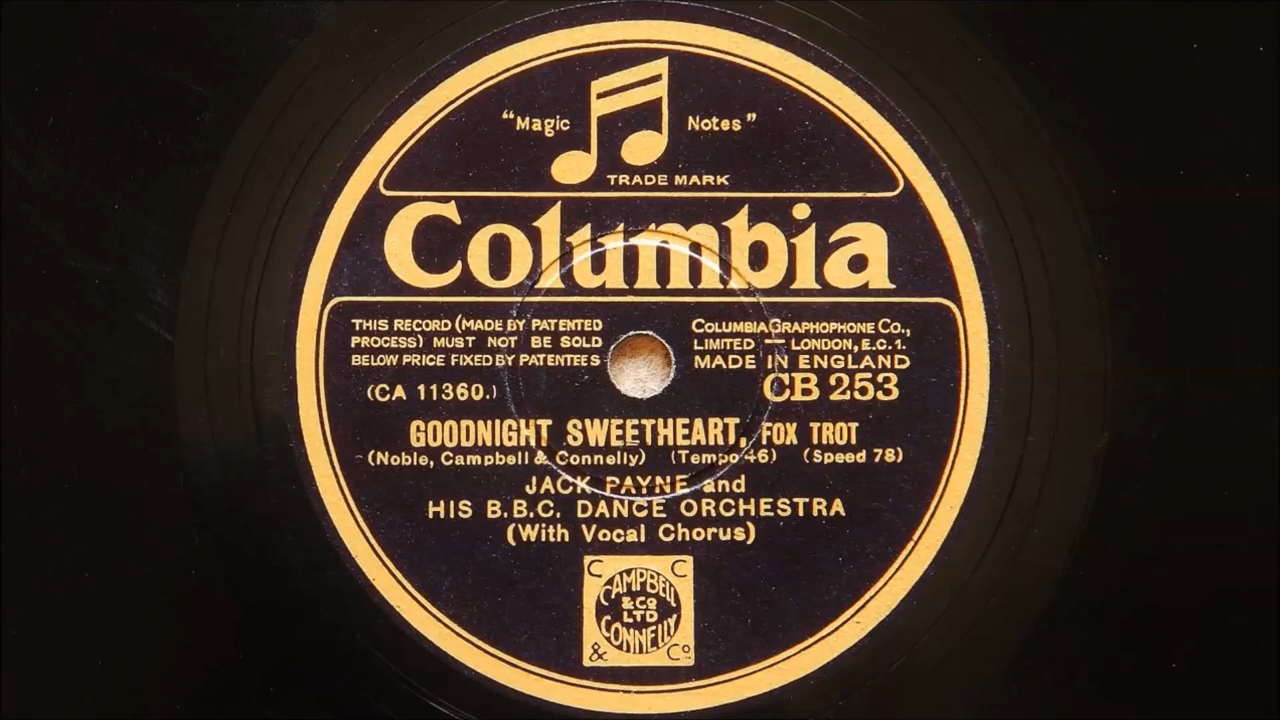 "Magic Notes"
TRADE MARK
Columbia
THIS RECORD (MADE BY PATENTED
PROCESS) MUST NOT BE SOLD
BELOW PRICE FIXED BY PATENTEES
(CA 11360.)
COLUMBIA GRAPHOPHONE CO.,
LIMITED — LONDON, E.C.1.
MADE IN ENGLAND
CB 253
GOODNIGHT SWEETHEART, FOX TROT
(Noble, Campbell & Connelly) (Tempo 46) (Speed 78)
JACK PAYNE and
HIS B.B.C. DANCE ORCHESTRA
(With Vocal Chorus)
C C
CAMPBELL
& Co
LTD
CONNELLY
& Co